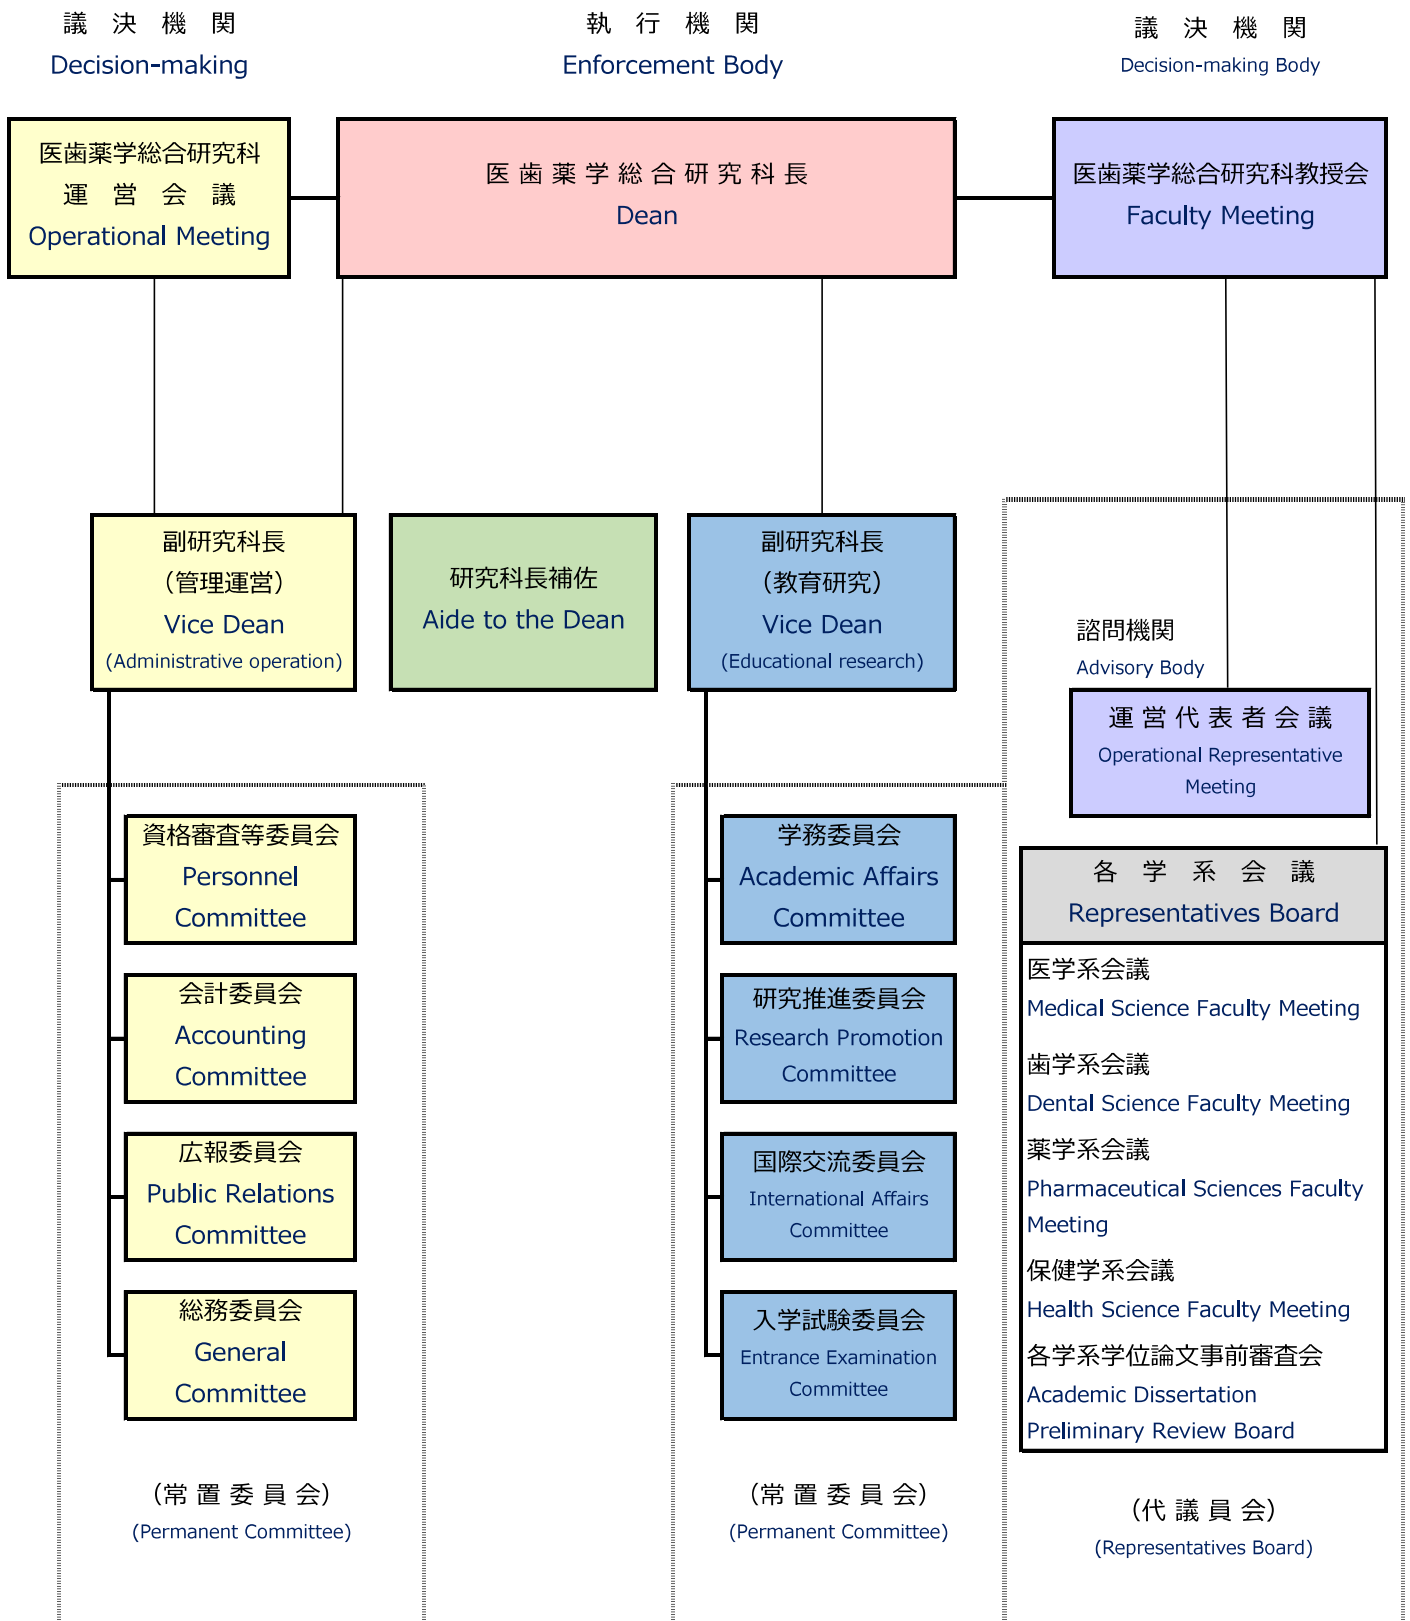 議 決 機 関
Decision-making
執 行 機 関
Enforcement Body
議 決 機 関
Decision-making Body
医歯薬学総合研究科
運 営 会 議
Operational Meeting
医 歯 薬 学 総 合 研 究 科 長
Dean
医歯薬学総合研究科教授会
Faculty Meeting
副研究科長
（管理運営）
Vice Dean
(Administrative operation)
研究科長補佐
Aide to the Dean
副研究科長
（教育研究）
Vice Dean
(Educational research)
諮問機関
Advisory Body
運 営 代 表 者 会 議
Operational Representative
Meeting
資格審査等委員会
Personnel
Committee
会計委員会
Accounting
Committee
広報委員会
Public Relations
Committee
総務委員会
General
Committee
（常 置 委 員 会）
(Permanent Committee)
学務委員会
Academic Affairs
Committee
研究推進委員会
Research Promotion
Committee
国際交流委員会
International Affairs
Committee
入学試験委員会
Entrance Examination
Committee
（常 置 委 員 会）
(Permanent Committee)
各 学 系 会 議
Representatives Board
医学系会議
Medical Science Faculty Meeting
歯学系会議
Dental Science Faculty Meeting
薬学系会議
Pharmaceutical Sciences Faculty
Meeting
保健学系会議
Health Science Faculty Meeting
各学系学位論文事前審査会
Academic Dissertation
Preliminary Review Board
（代 議 員 会）
(Representatives Board)